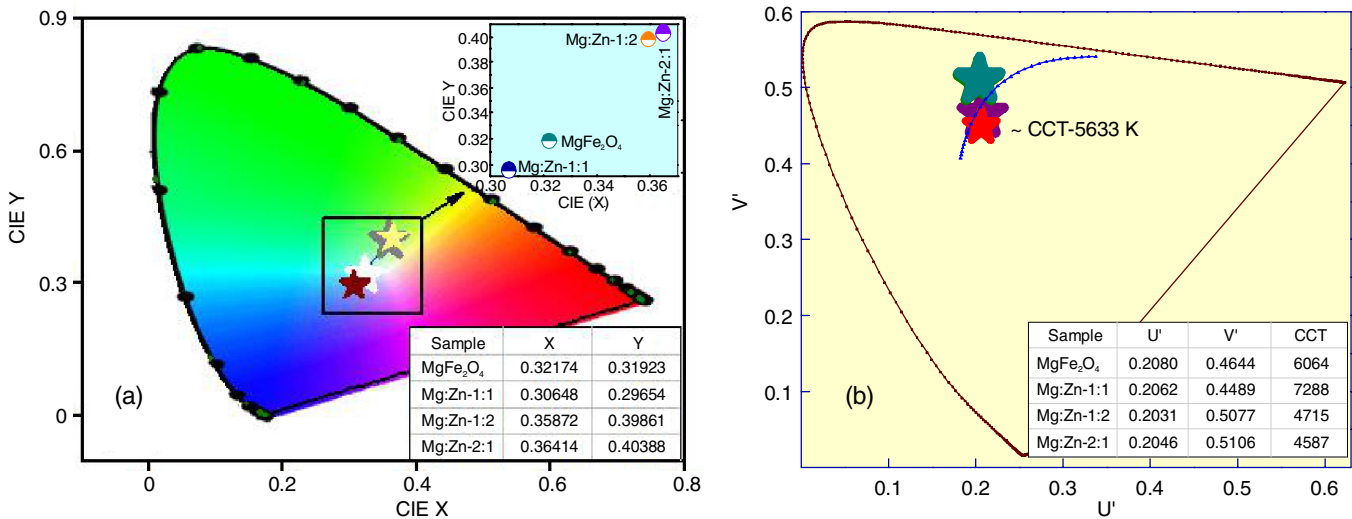 0.9
0.6
0.3
0
CIE Y
0
0.2
0.4
0.6
0.8
CIE X
(a)
0.40
0.38
0.36
0.34
0.32
0.30
CIE Y
0.30
0.32
0.34
0.36
CIE (X)
Mg:Zn-1:2
Mg:Zn-2:1
MgFe₂O₄
Mg:Zn-1:1
Sample X Y
MgFe₂O₄ 0.32174 0.31923
Mg:Zn-1:1 0.30648 0.29654
Mg:Zn-1:2 0.35872 0.39861
Mg:Zn-2:1 0.36414 0.40388
0.6
0.5
0.4
0.3
0.2
0.1
V'
0.1
0.2
0.3
0.4
0.5
0.6
U'
(b)
~ CCT-5633 K
Sample U' V' CCT
MgFe₂O₄ 0.2080 0.4644 6064
Mg:Zn-1:1 0.2062 0.4489 7288
Mg:Zn-1:2 0.2031 0.5077 4715
Mg:Zn-2:1 0.2046 0.5106 4587